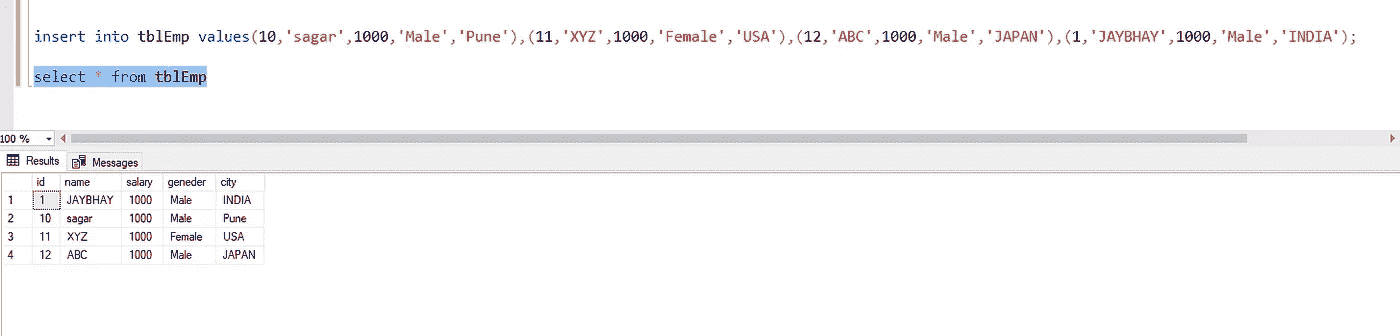 insert into tblEmp values(10,'sagar',1000,'Male','Pune'),(11,'XYZ',1000,'Female','USA'),(12,'ABC',1000,'Male','JAPAN'),(1,'JAYBHAY',1000,'Male','INDIA');
select * from tblEmp
100 %
Results Messages
id name salary geneder city
1 1 JAYBHAY 1000 Male INDIA
2 10 sagar 1000 Male Pune
3 11 XYZ 1000 Female USA
4 12 ABC 1000 Male JAPAN